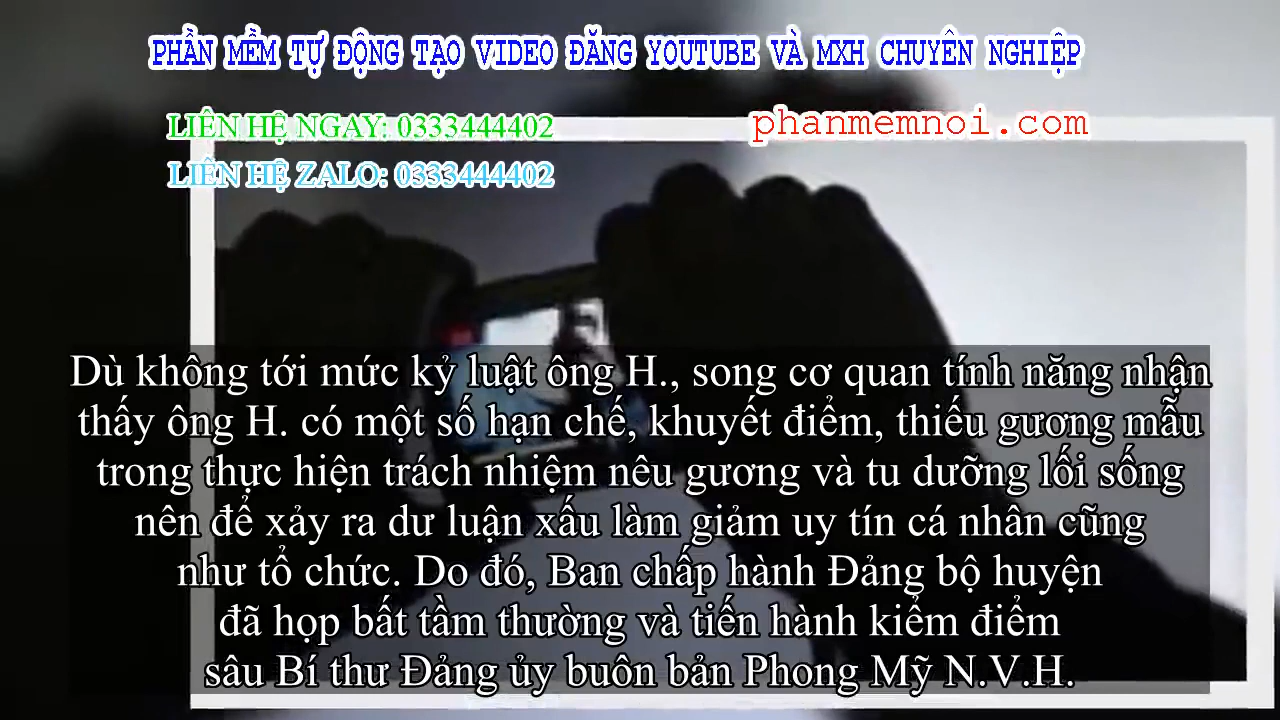 PHẦN MỀM TỰ ĐỘNG TẠO VIDEO ĐĂNG YOUTUBE VÀ MXH CHUYÊN NGHIỆP
LIÊN HỆ NGAY: 0333444402
phanmemnoi.com
LIÊN HỆ ZALO: 0333444402
Dù không tới mức kỷ luật ông H., song cơ quan tính năng nhận
thấy ông H. có một số hạn chế, khuyết điểm, thiếu gương mẫu
trong thực hiện trách nhiệm nêu gương và tu dưỡng lối sống
nên để xảy ra dư luận xấu làm giảm uy tín cá nhân cũng
như tổ chức. Do đó, Ban chấp hành Đảng bộ huyện
đã họp bất tầm thường và tiến hành kiểm điểm
sâu Bí thư Đảng ủy buôn bản Phong Mỹ N.V.H.